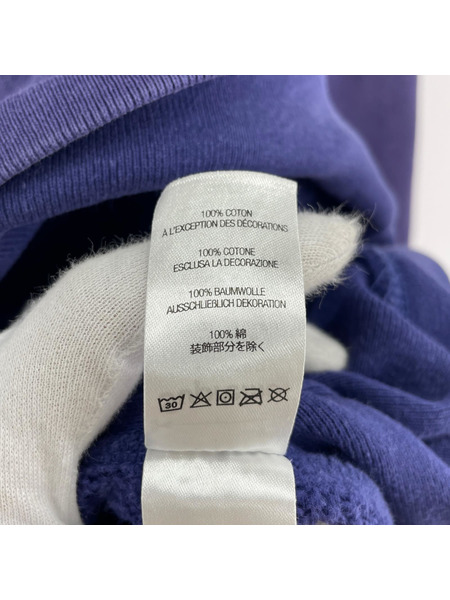 100% COTON
À L'EXCEPTION DES DÉCORATIONS
100% COTONE
ESCLUSA LA DECORAZIONE
100% BAUMWOLLE
AUSSCHLIEßLICH DEKORATION
100% 綿
装飾部分を除く
30